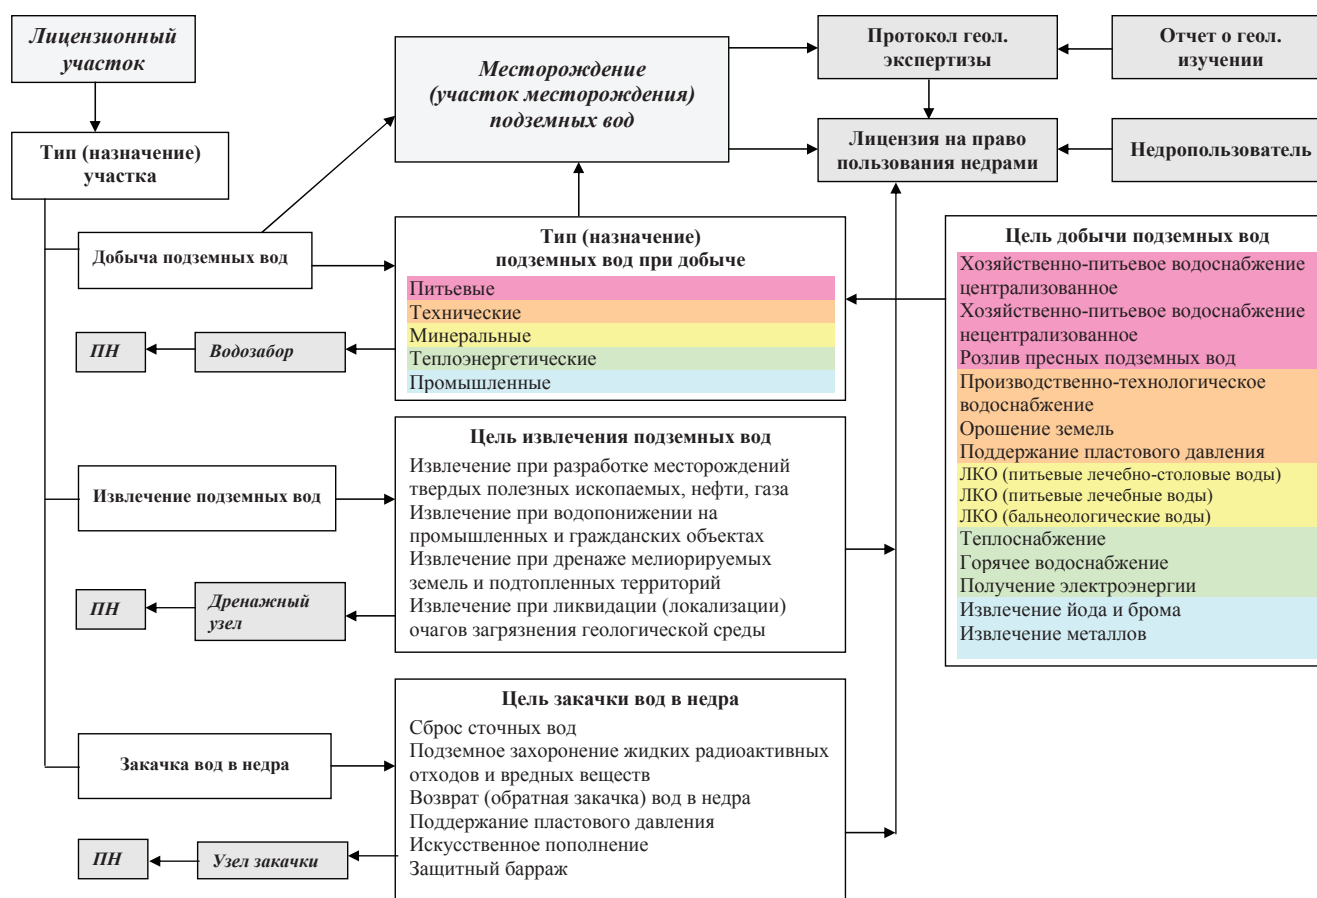 Лицензионный
участок
Тип (назначение)
участка
Месторождение
(участок месторождения)
подземных вод
Протокол геол.
экспертизы
Отчет о геол.
изучении
Лицензия на право
пользования недрами
Недропользователь
Добыча подземных вод
Тип (назначение)
подземных вод при добыче
Питьевые
Технические
Минеральные
Теплоэнергетические
Промышленные
ПН
Водозабор
Цель добычи подземных вод
Хозяйственно-питьевое водоснабжение
централизованное
Хозяйственно-питьевое водоснабжение
нецентрализованное
Розлив пресных подземных вод
Производственно-технологическое
водоснабжение
Орошение земель
Поддержание пластового давления
ЛКО (питьевые лечебно-столовые воды)
ЛКО (питьевые лечебные воды)
ЛКО (бальнеологические воды)
Теплоснабжение
Горячее водоснабжение
Получение электроэнергии
Извлечение йода и брома
Извлечение металлов
Извлечение подземных вод
Цель извлечения подземных вод
Извлечение при разработке месторождений
твердых полезных ископаемых, нефти, газа
Извлечение при водопонижении на
промышленных и гражданских объектах
Извлечение при дренаже мелиорируемых
земель и подтопленных территорий
Извлечение при ликвидации (локализации)
очагов загрязнения геологической среды
ПН
Дренажный
узел
Закачка вод в недра
Цель закачки вод в недра
Сброс сточных вод
Подземное захоронение жидких радиоактивных
отходов и вредных веществ
Возврат (обратная закачка) вод в недра
Поддержание пластового давления
Искусственное пополнение
Защитный барраж
ПН
Узел закачки